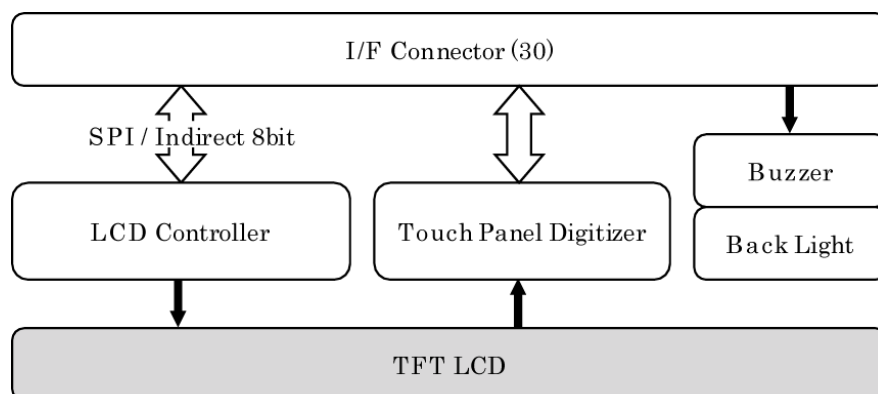 I/F Connector (30)
SPI / Indirect 8bit
Buzzer
LCD Controller
Touch Panel Digitizer
Back Light
TFT LCD